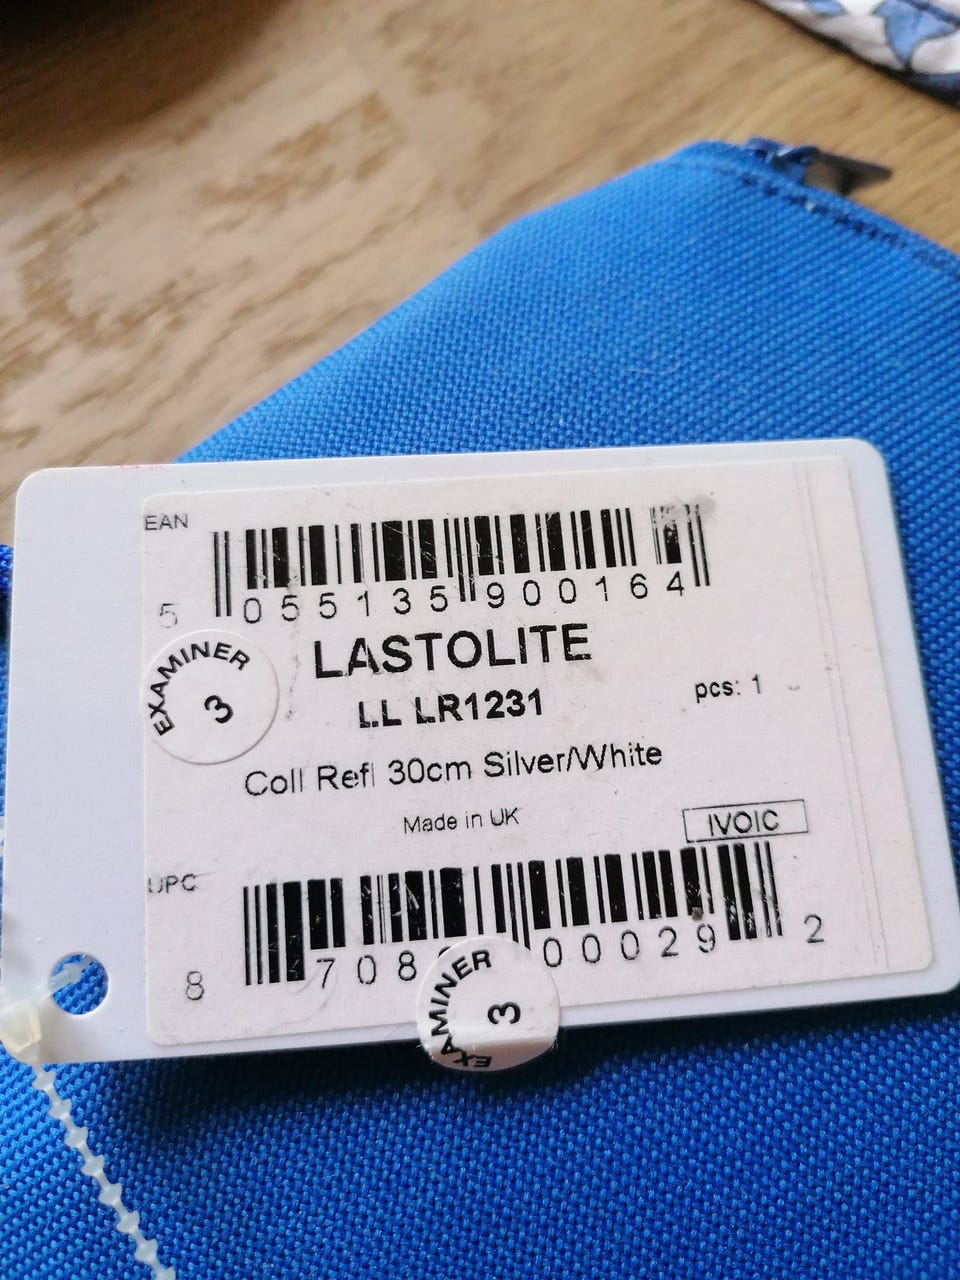 EAN
5 055135 900164
EXAMINER
3
LASTOLITE
LL LR1231
pcs: 1
Coll Refl 30cm Silver/White
Made in UK
IVOIC
UPC
8 708 00029 2
EXAMINER
3